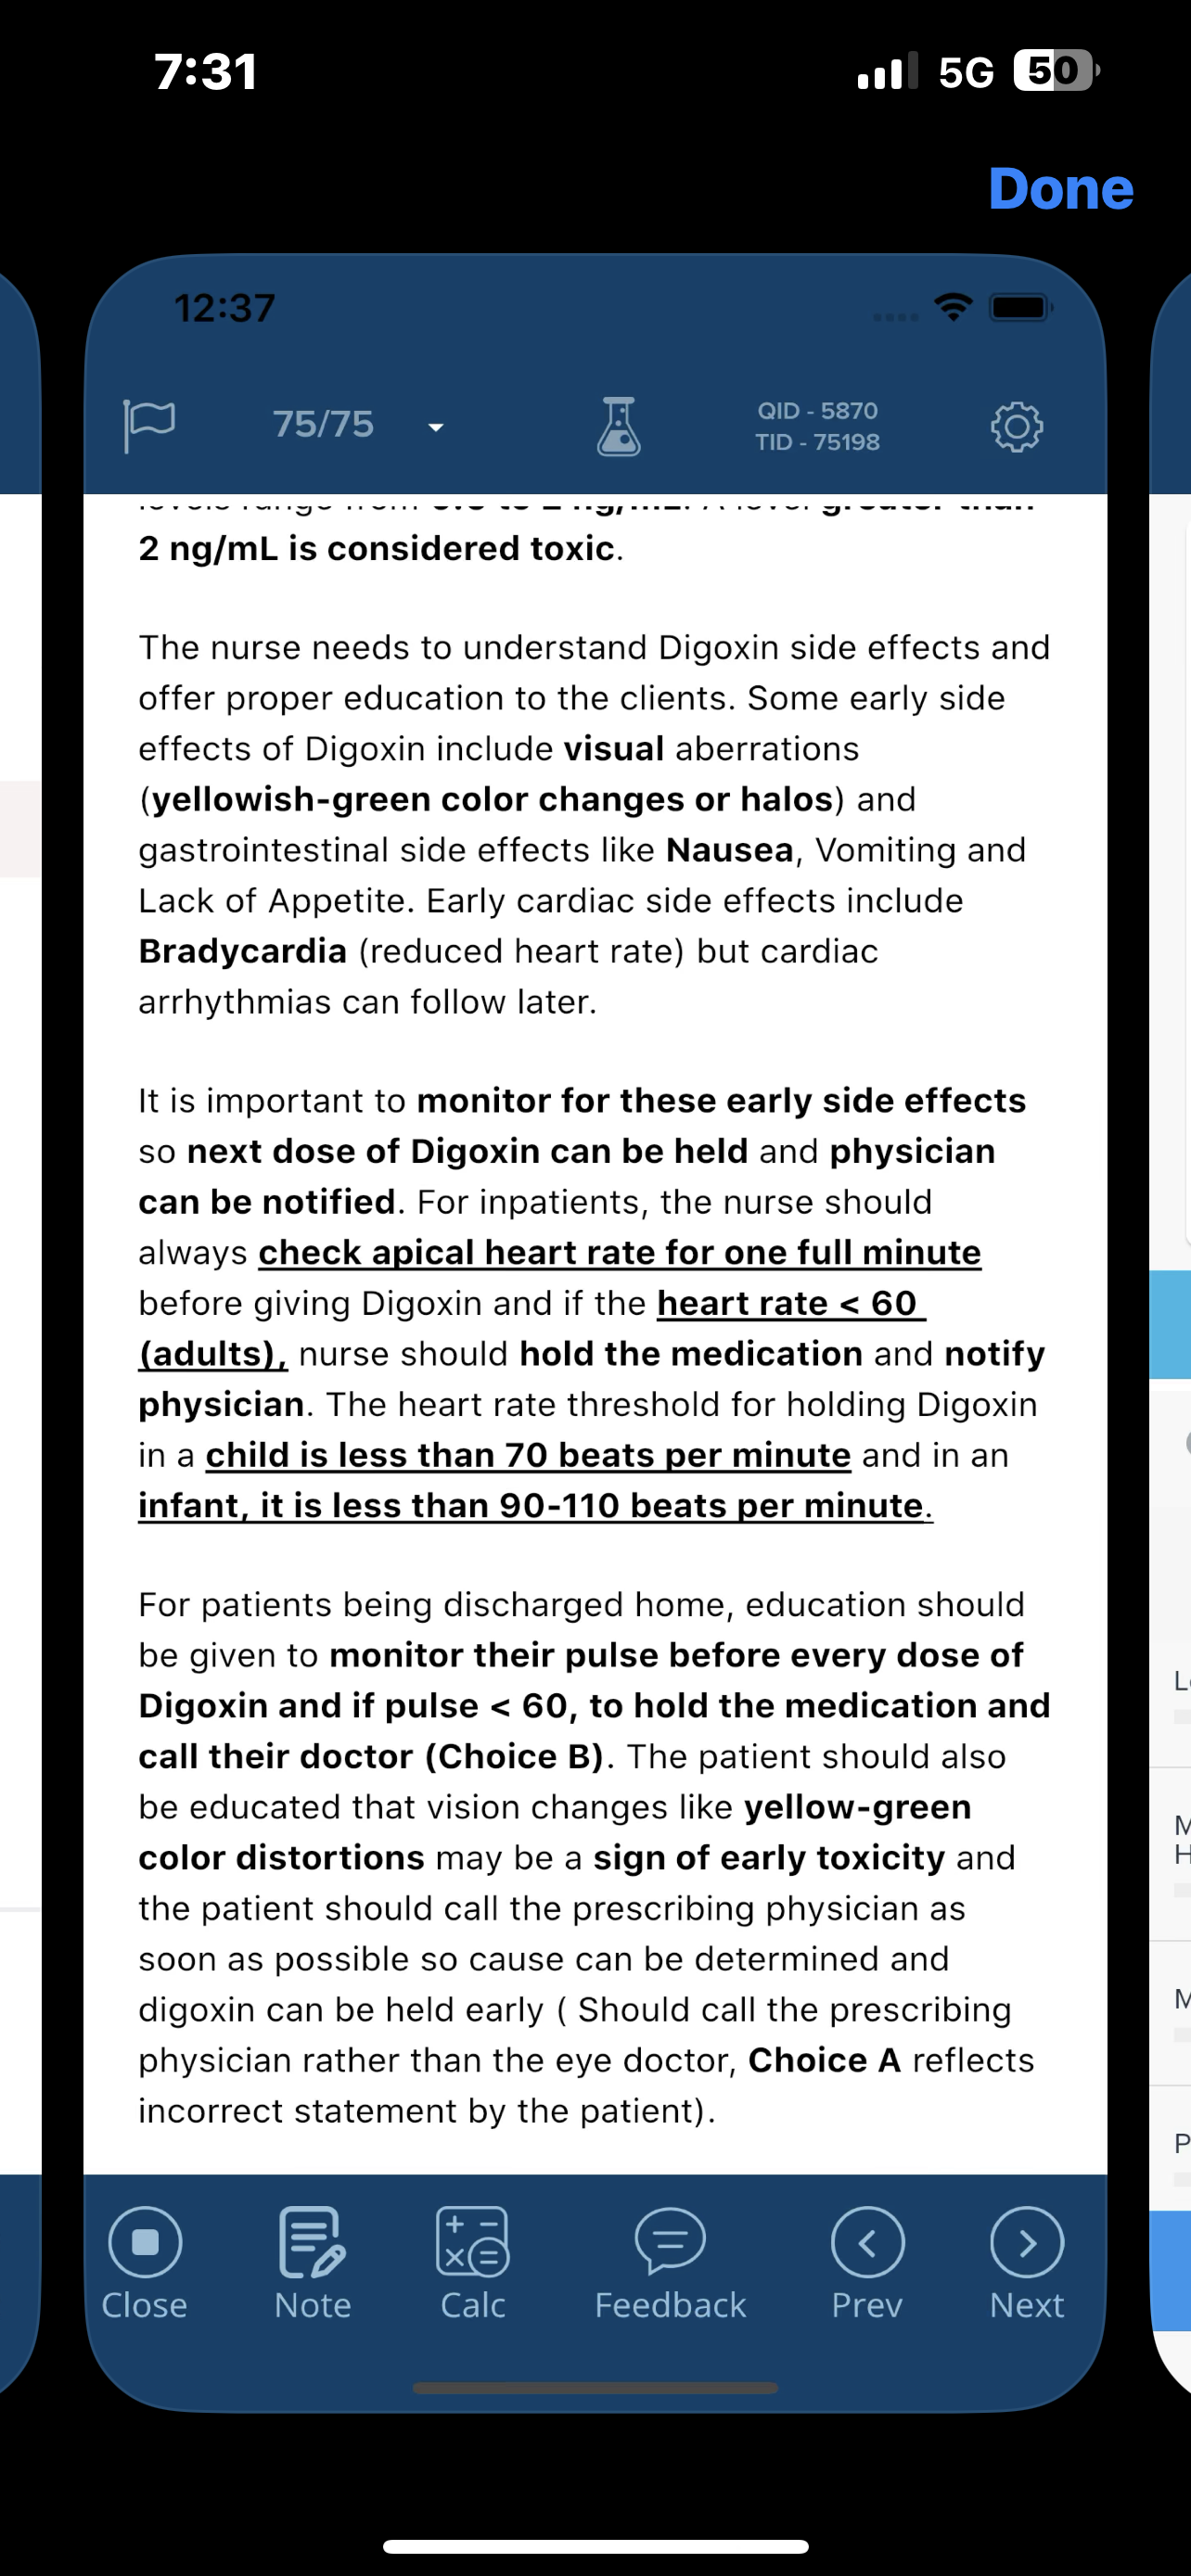 7:31
5G 50
Done
12:37
75/75
QID - 5870
TID - 75198
2 ng/mL is considered toxic.
The nurse needs to understand Digoxin side effects and
offer proper education to the clients. Some early side
effects of Digoxin include visual aberrations
(yellowish-green color changes or halos) and
gastrointestinal side effects like Nausea, Vomiting and
Lack of Appetite. Early cardiac side effects include
Bradycardia (reduced heart rate) but cardiac
arrhythmias can follow later.
It is important to monitor for these early side effects
so next dose of Digoxin can be held and physician
can be notified. For inpatients, the nurse should
always check apical heart rate for one full minute
before giving Digoxin and if the heart rate < 60
(adults), nurse should hold the medication and notify
physician. The heart rate threshold for holding Digoxin
in a child is less than 70 beats per minute and in an
infant, it is less than 90-110 beats per minute.
For patients being discharged home, education should
be given to monitor their pulse before every dose of
Digoxin and if pulse < 60, to hold the medication and
call their doctor (Choice B). The patient should also
be educated that vision changes like yellow-green
color distortions may be a sign of early toxicity and
the patient should call the prescribing physician as
soon as possible so cause can be determined and
digoxin can be held early ( Should call the prescribing
physician rather than the eye doctor, Choice A reflects
incorrect statement by the patient).
Close Note Calc Feedback Prev Next